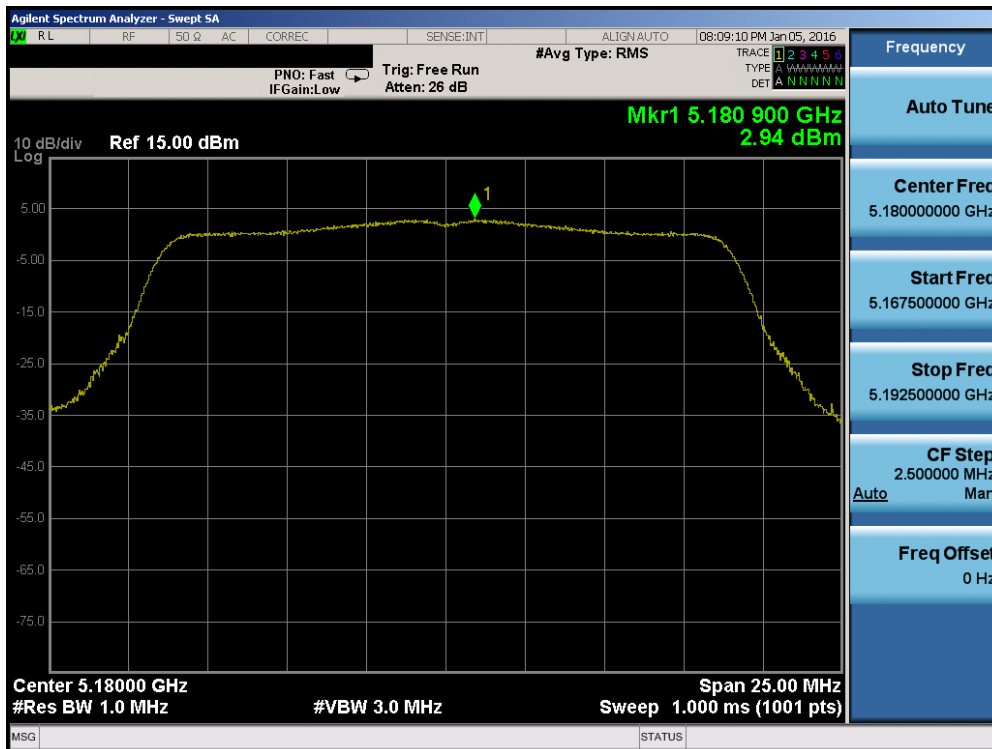 Agilent Spectrum Analyzer - Swept SA
LXI RL RF 50 Ω AC CORREC SENSE:INT ALIGN AUTO 08:09:10 PM Jan 05, 2016
#Avg Type: RMS
TRACE 1 2 3 4 5 6
TYPE A WWWWW
DET A N N N N N
PNO: Fast
IFGain:Low
Trig: Free Run
Atten: 26 dB
Mkr1 5.180 900 GHz
2.94 dBm
10 dB/div Ref 15.00 dBm
Log
1
5.00
-5.00
-15.0
-25.0
-35.0
-45.0
-55.0
-65.0
-75.0
Center 5.18000 GHz Span 25.00 MHz
#Res BW 1.0 MHz #VBW 3.0 MHz Sweep 1.000 ms (1001 pts)
MSG STATUS
Frequency
Auto Tune
Center Freq
5.180000000 GHz
Start Freq
5.167500000 GHz
Stop Freq
5.192500000 GHz
CF Step
2.500000 MHz
Auto Man
Freq Offset
0 Hz